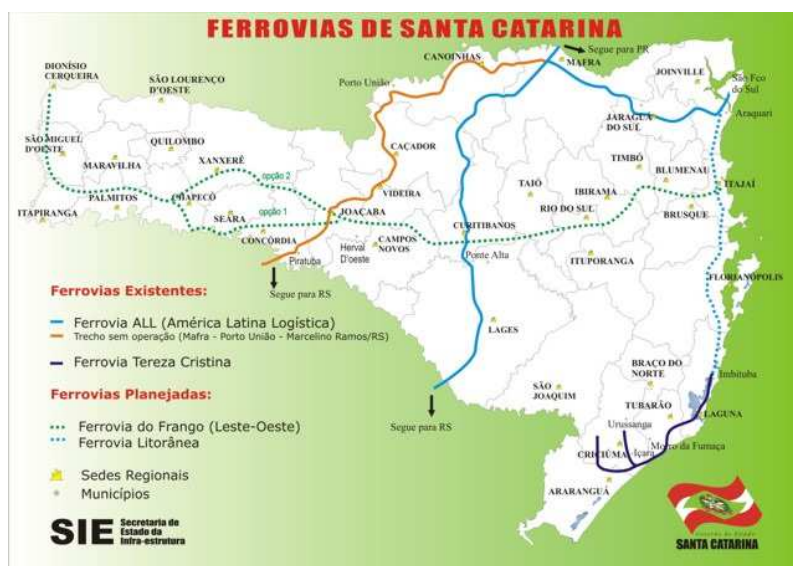 FERROVIAS DE SANTA CATARINA
Segue para PR
CANOINHAS
MAFRA
DIONÍSIO
CERQUEIRA
SÃO LOURENÇO
D'OESTE
Porto União
JOINVILLE
São Fco
do Sul
Araquari
JARAGUÁ
DO SUL
SÃO MIGUEL
D'OESTE
QUILOMBO
MARAVILHA
XANXERÊ
CAÇADOR
TIMBÓ
BLUMENAU
opção 2
VIDEIRA
TAIÓ
IBIRAMA
ITAJAÍ
PALMITOS
CHAPECÓ
ITAPIRANGA
SEARA
opção 1
JOAÇABA
RIO DO SUL
BRUSQUE
CURITIBANOS
CONCÓRDIA
Herval
D'oeste
CAMPOS
NOVOS
Piratuba
Ponte Alta
ITUPORANGA
FLORIANÓPOLIS
Segue para RS
Ferrovias Existentes:
Ferrovia ALL (América Latina Logística)
Trecho sem operação (Mafra - Porto União - Marcelino Ramos/RS)
Ferrovia Tereza Cristina
LAGES
BRAÇO DO
NORTE
Imbituba
SÃO
JOAQUIM
TUBARÃO
LAGUNA
Ferrovias Planejadas:
Ferrovia do Frango (Leste-Oeste)
Ferrovia Litorânea
Segue para RS
Urussanga
Morro da Fumaça
CRICIÚMA
Içara
ARARANGUÁ
Sedes Regionais
Municípios
SIE
Secretaria de
Estado da
Infra-estrutura
Governo do Estado
SANTA CATARINA